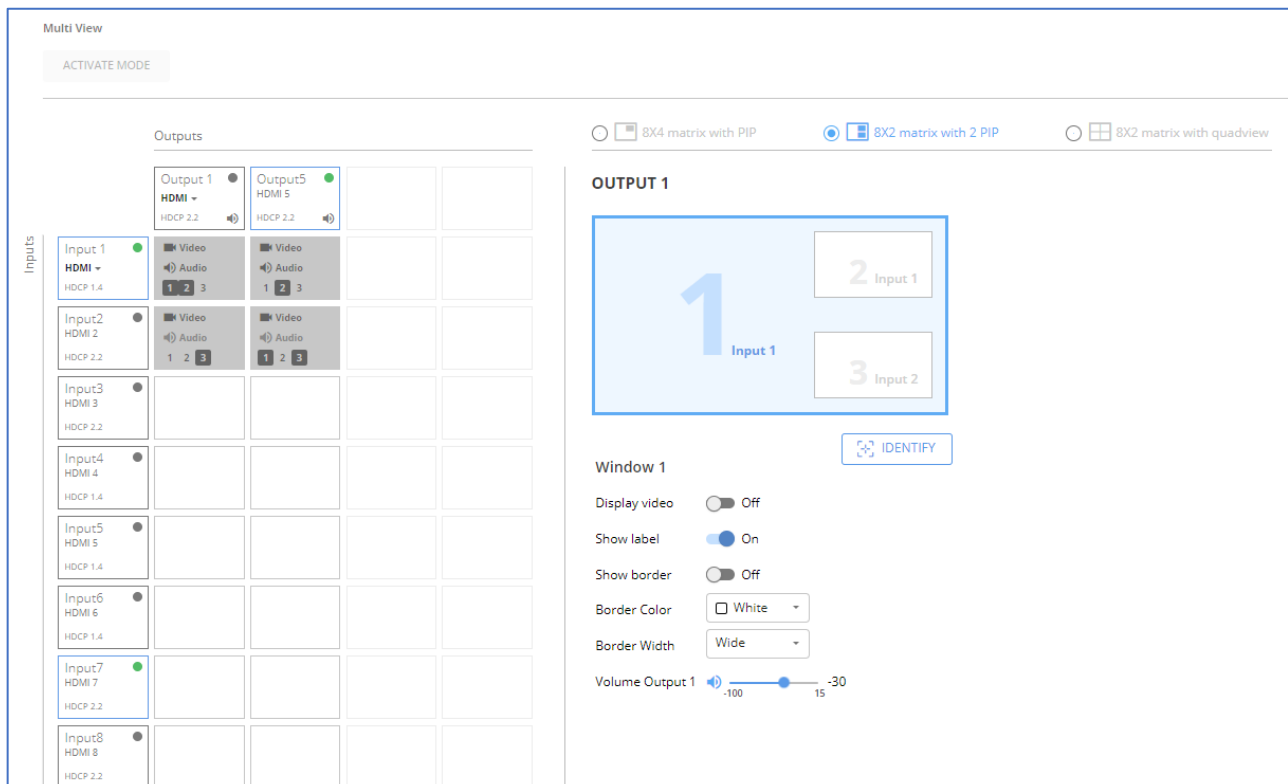 Multi View
ACTIVATE MODE
Outputs
8X4 matrix with PIP
8X2 matrix with 2 PIP
8X2 matrix with quadview
Output 1
HDMI
HDCP 2.2
Output5
HDMI 5
HDCP 2.2
OUTPUT 1
Inputs
Input 1
HDMI
HDCP 1.4
Video
Audio
1 2 3
Video
Audio
1 2 3
Input2
HDMI 2
HDCP 2.2
Video
Audio
1 2 3
Video
Audio
1 2 3
Input3
HDMI 3
HDCP 2.2
Input4
HDMI 4
HDCP 1.4
Input5
HDMI 5
HDCP 1.4
Input6
HDMI 6
HDCP 1.4
Input7
HDMI 7
HDCP 2.2
Input8
HDMI 8
HDCP 2.2
1 Input 1
2 Input 1
3 Input 2
IDENTIFY
Window 1
Display video Off
Show label On
Show border Off
Border Color White
Border Width Wide
Volume Output 1 -30
-100 15